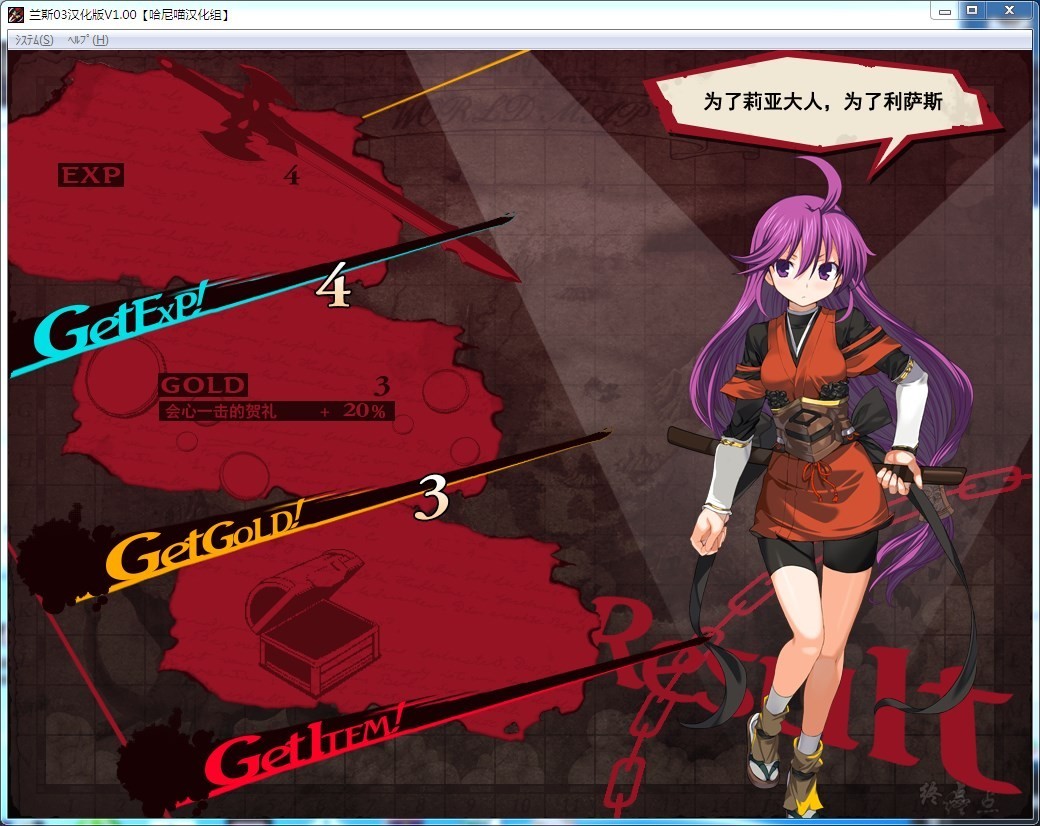 兰斯03汉化版V1.00【哈尼喵汉化组】
ｼｽﾃﾑ(S) ﾍﾙﾌﾟ(H)
为了莉亚大人，为了利萨斯
EXP 4
GetExp! 4
GOLD 3
会心一击的贺礼 + 20%
GetGold! 3
GetItem!
Result